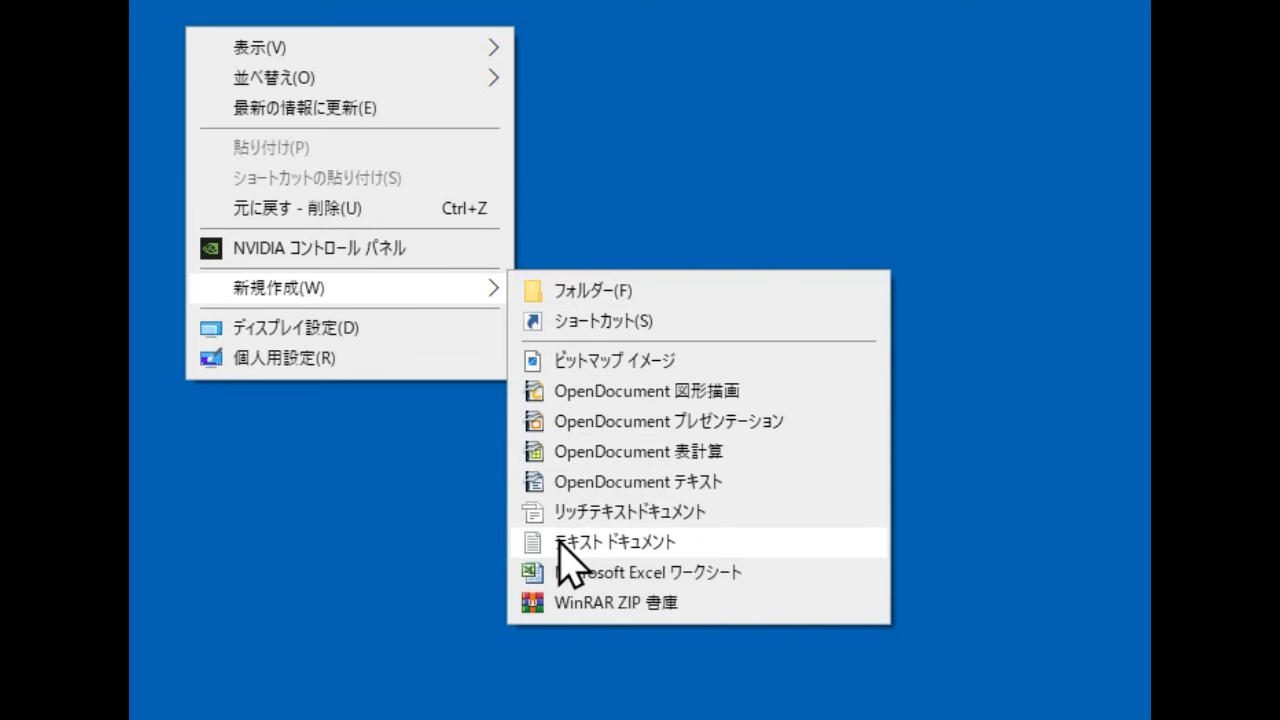 表示(V)
並べ替え(O)
最新の情報に更新(E)
貼り付け(P)
ショートカットの貼り付け(S)
元に戻す - 削除(U) Ctrl+Z
NVIDIA コントロール パネル
新規作成(W)
ディスプレイ設定(D)
個人用設定(R)
フォルダー(F)
ショートカット(S)
ビットマップ イメージ
OpenDocument 図形描画
OpenDocument プレゼンテーション
OpenDocument 表計算
OpenDocument テキスト
リッチテキストドキュメント
テキスト ドキュメント
Microsoft Excel ワークシート
WinRAR ZIP 書庫